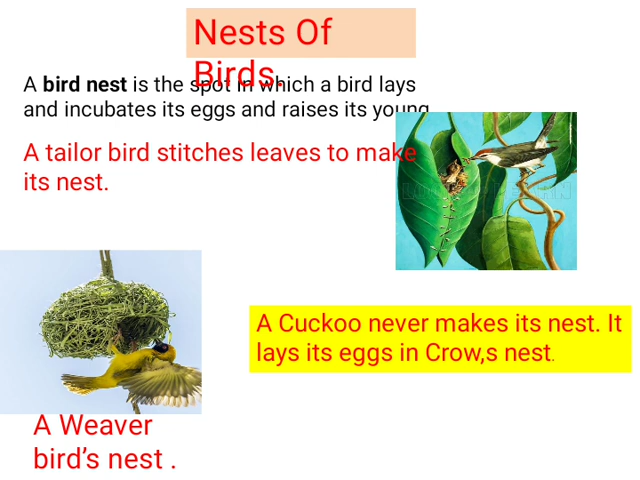 Nests Of
Birds.
A bird nest is the spot in which a bird lays
and incubates its eggs and raises its young
A tailor bird stitches leaves to make
its nest.
A Cuckoo never makes its nest. It
lays its eggs in Crow,s nest.
A Weaver
bird’s nest .